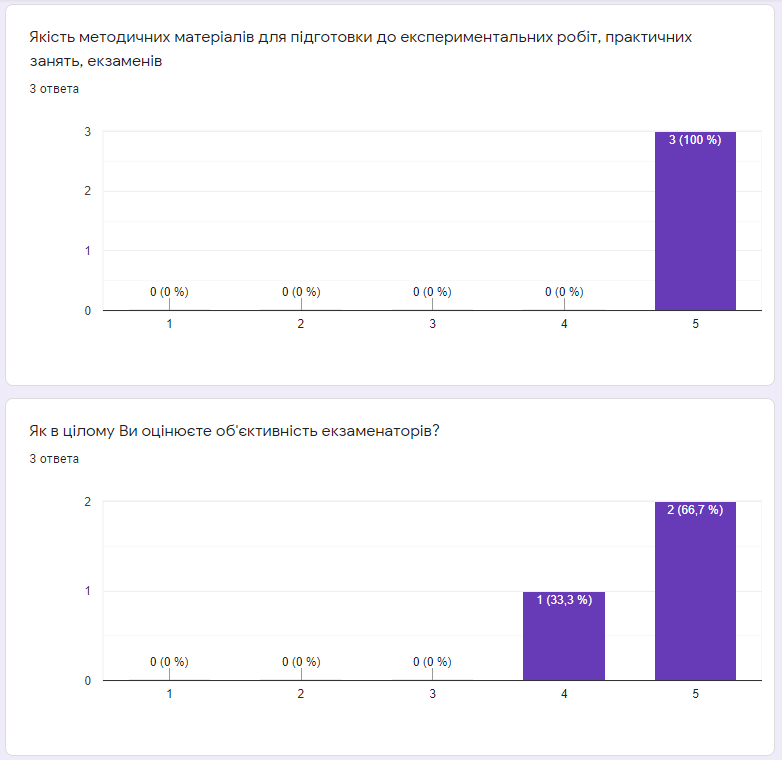 Якість методичних матеріалів для підготовки до експериментальних робіт, практичних
занять, екзаменів
3 ответа
3
2
1
0
0 (0 %)
0 (0 %)
0 (0 %)
0 (0 %)
3 (100 %)
1
2
3
4
5
Як в цілому Ви оцінюєте об'єктивність екзаменаторів?
3 ответа
2
1
0
0 (0 %)
0 (0 %)
0 (0 %)
1 (33,3 %)
2 (66,7 %)
1
2
3
4
5